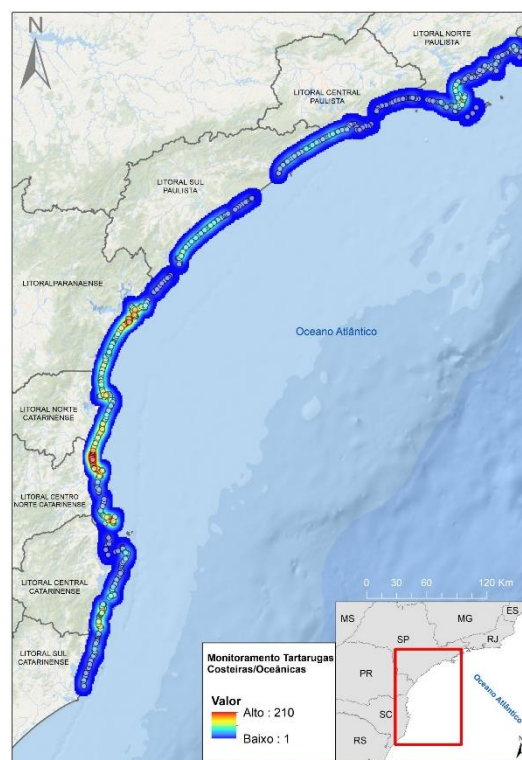 N
LITORAL NORTE
PAULISTA
LITORAL CENTRAL
PAULISTA
LITORAL SUL
PAULISTA
LITORALPARANAENSE
Oceano Atlântico
LITORAL NORTE
CATARINENSE
LITORAL CENTRO
NORTE CATARINENSE
LITORAL CENTRAL
CATARINENSE
LITORAL SUL
CATARINENSE
0 30 60 120 Km
Monitoramento Tartarugas
Costeiras/Oceânicas
Valor
Alto : 210
Baixo : 1
MS
MG
ES
SP
RJ
PR
SC
RS
Oceano
Atlântico
N